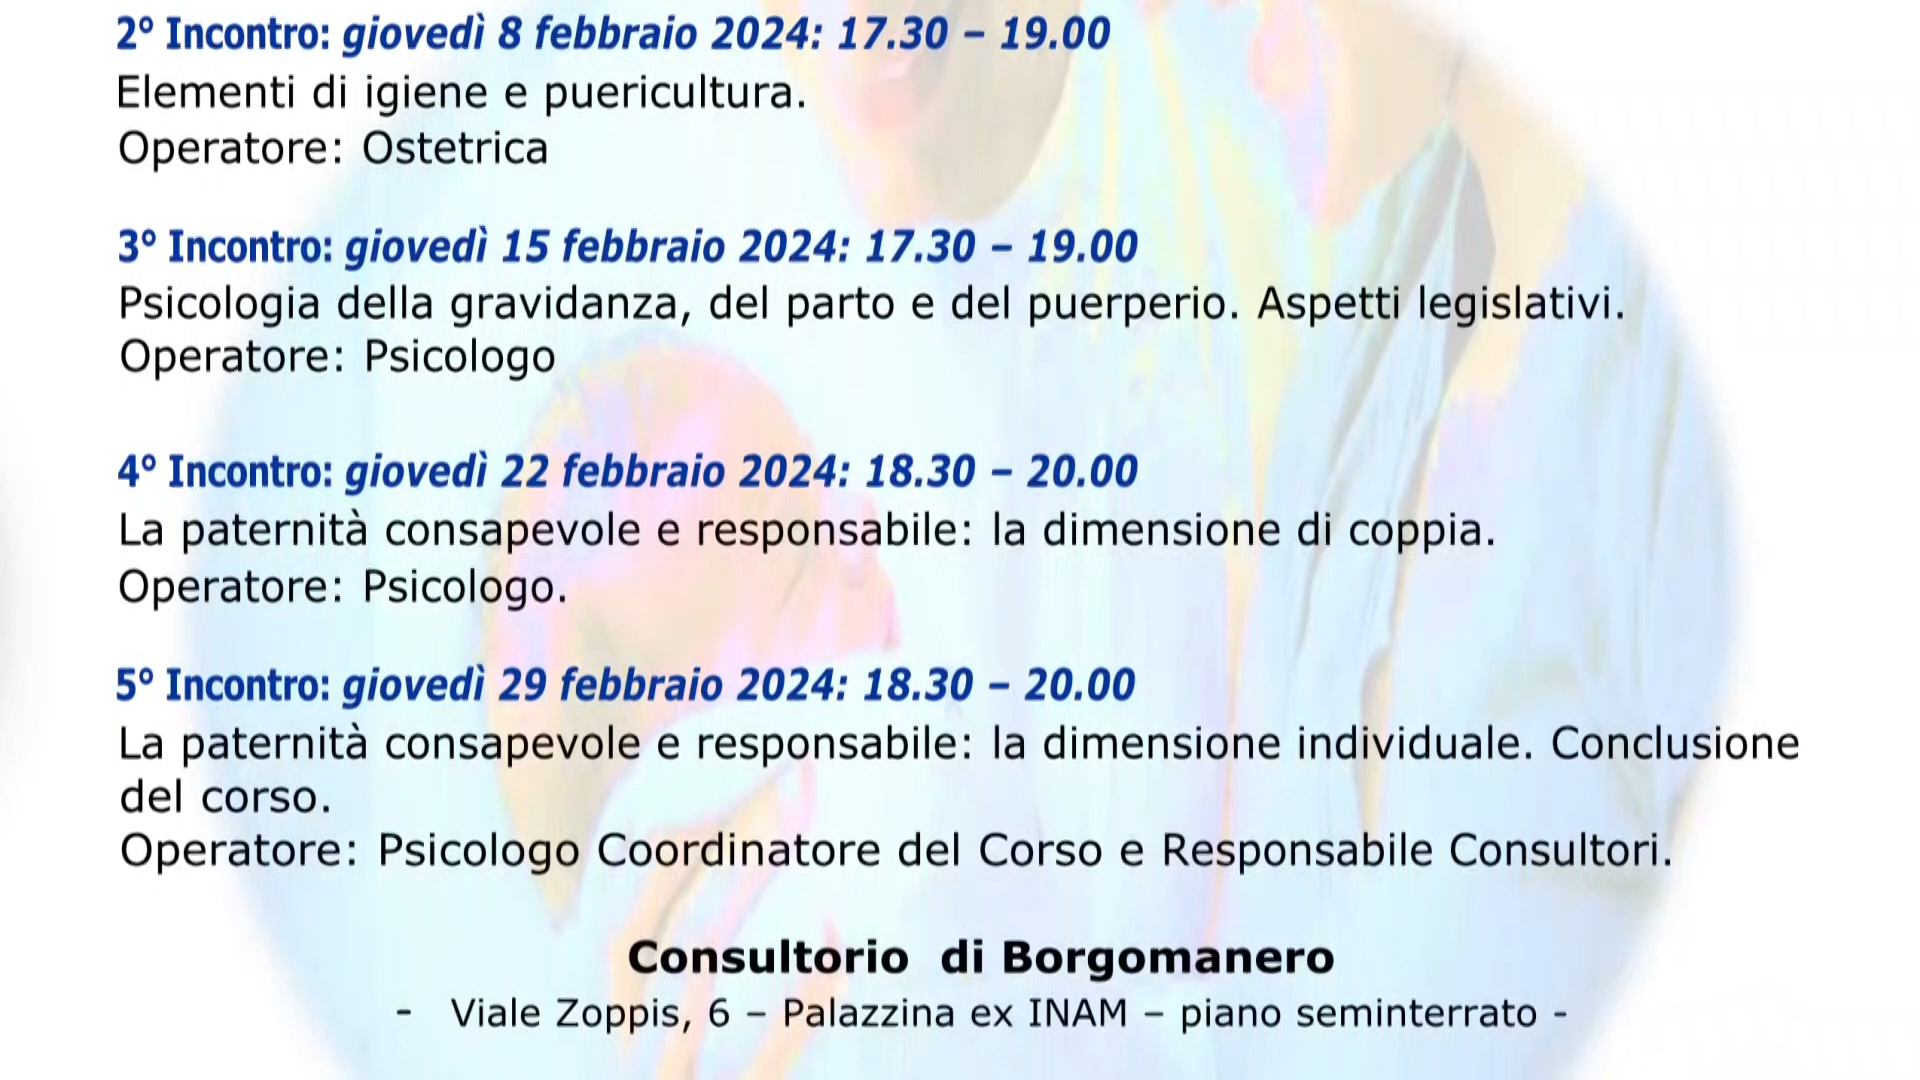 2° Incontro: giovedì 8 febbraio 2024: 17.30 – 19.00
Elementi di igiene e puericultura.
Operatore: Ostetrica
3° Incontro: giovedì 15 febbraio 2024: 17.30 – 19.00
Psicologia della gravidanza, del parto e del puerperio. Aspetti legislativi.
Operatore: Psicologo
4° Incontro: giovedì 22 febbraio 2024: 18.30 – 20.00
La paternità consapevole e responsabile: la dimensione di coppia.
Operatore: Psicologo.
5° Incontro: giovedì 29 febbraio 2024: 18.30 – 20.00
La paternità consapevole e responsabile: la dimensione individuale. Conclusione
del corso.
Operatore: Psicologo Coordinatore del Corso e Responsabile Consultori.
Consultorio di Borgomanero
- Viale Zoppis, 6 – Palazzina ex INAM – piano seminterrato -